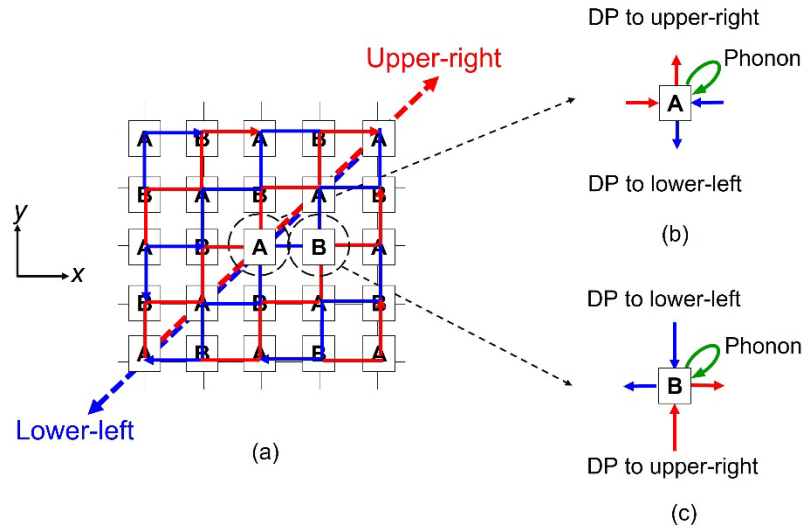 DP to upper-right
Upper-right
Phonon
A
A B A B A
B A B A B
DP to lower-left
y
A B A B A
x
(b)
B A B A B
DP to lower-left
A B A B A
Phonon
B
Lower-left
(a)
DP to upper-right
(c)